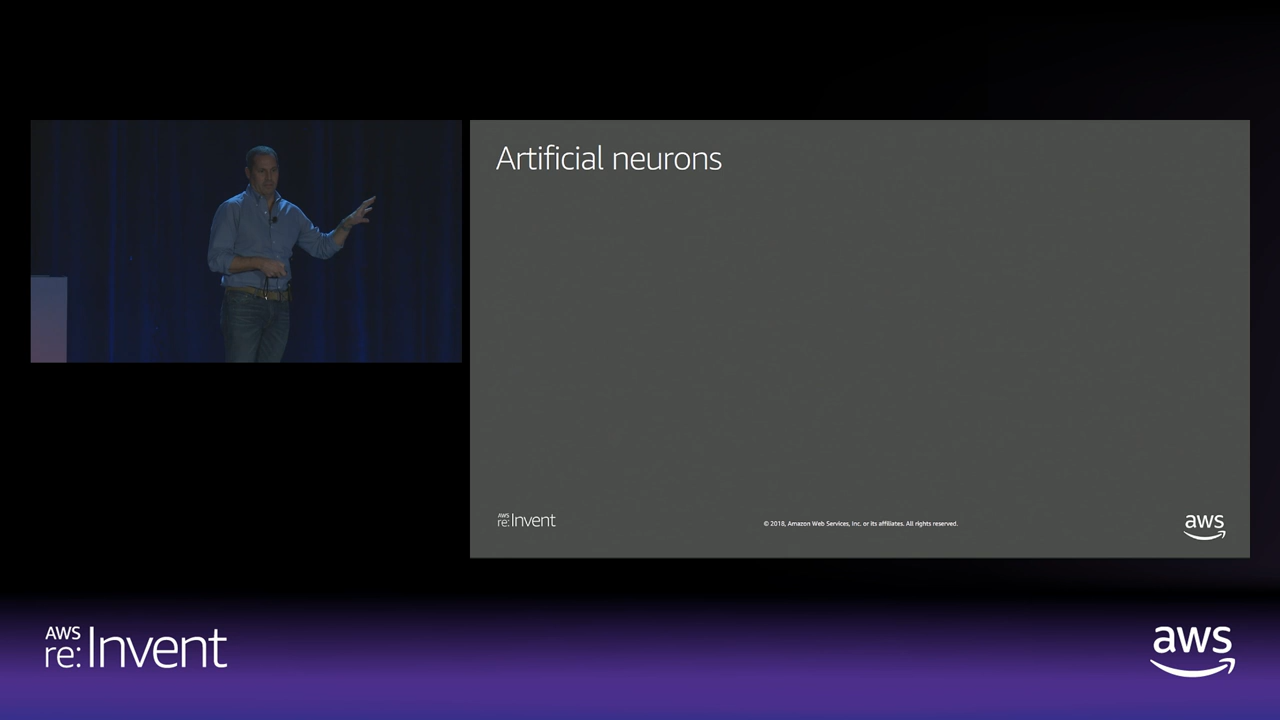 Artificial neurons
AWS
re:Invent
© 2018, Amazon Web Services, Inc. or its affiliates. All rights reserved.
aws
AWS
re:Invent
aws